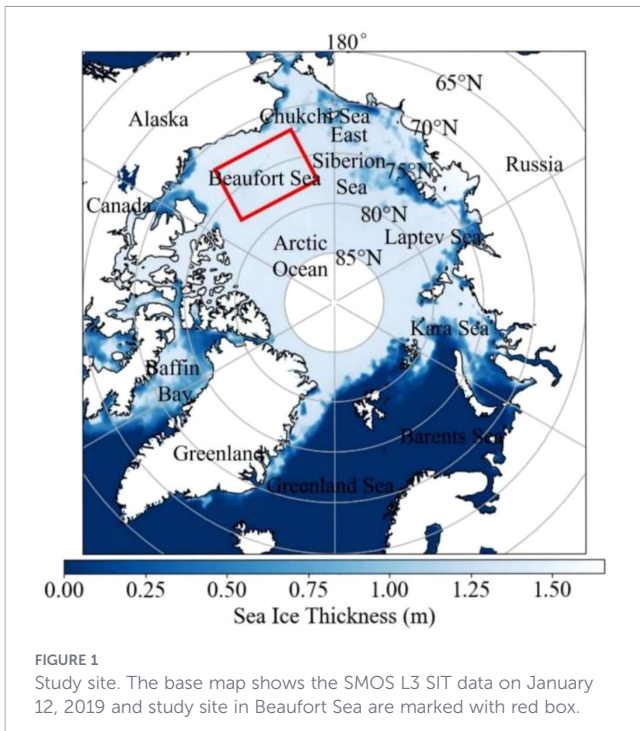 180°
65°N
Alaska
Chukchi Sea
70°N
East
Siberion
75°N
Russia
Beaufort Sea
Sea
Canada
80°N
Laptev Sea
Arctic
Ocean
85°N
Kara Sea
Baffin
Bay
Barents Sea
Greenland
Greenland Sea
0.00 0.25 0.50 0.75 1.00 1.25 1.50
Sea Ice Thickness (m)
FIGURE 1
Study site. The base map shows the SMOS L3 SIT data on January
12, 2019 and study site in Beaufort Sea are marked with red box.